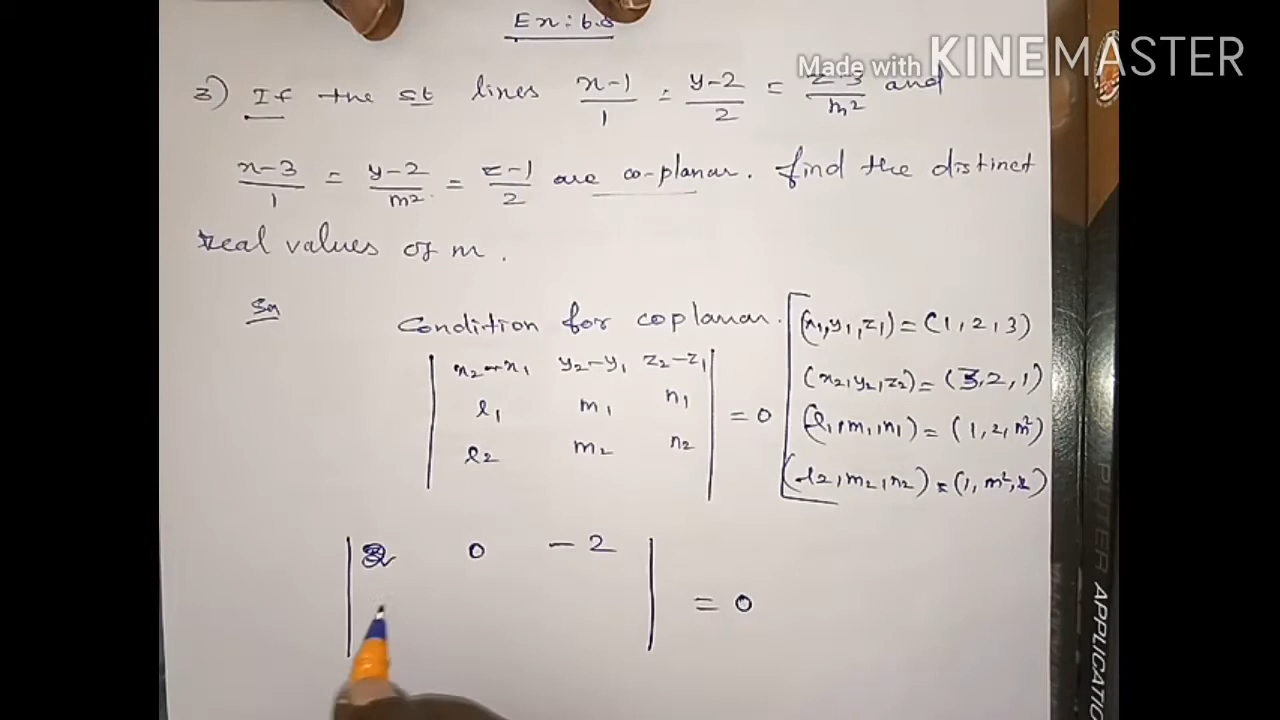 Ex: 6.8
Made with KINEMASTER
3) If the st lines x-1/1 = y-2/2 = z-3/m² and
x-3/1 = y-2/m² = z-1/2 are co-planar. find the distinct
real values of m.
Sn
Condition for coplanar.
| x₂-x₁ y₂-y₁ z₂-z₁ |
| l₁ m₁ n₁ | = 0
| l₂ m₂ n₂ |
(x₁,y₁,z₁) = (1,2,3)
(x₂,y₂,z₂) = (3,2,1)
(l₁,m₁,n₁) = (1,2,m²)
(l₂,m₂,n₂) = (1,m²,2)
| 2 0 -2 | = 0
PUTER APPLICATIO